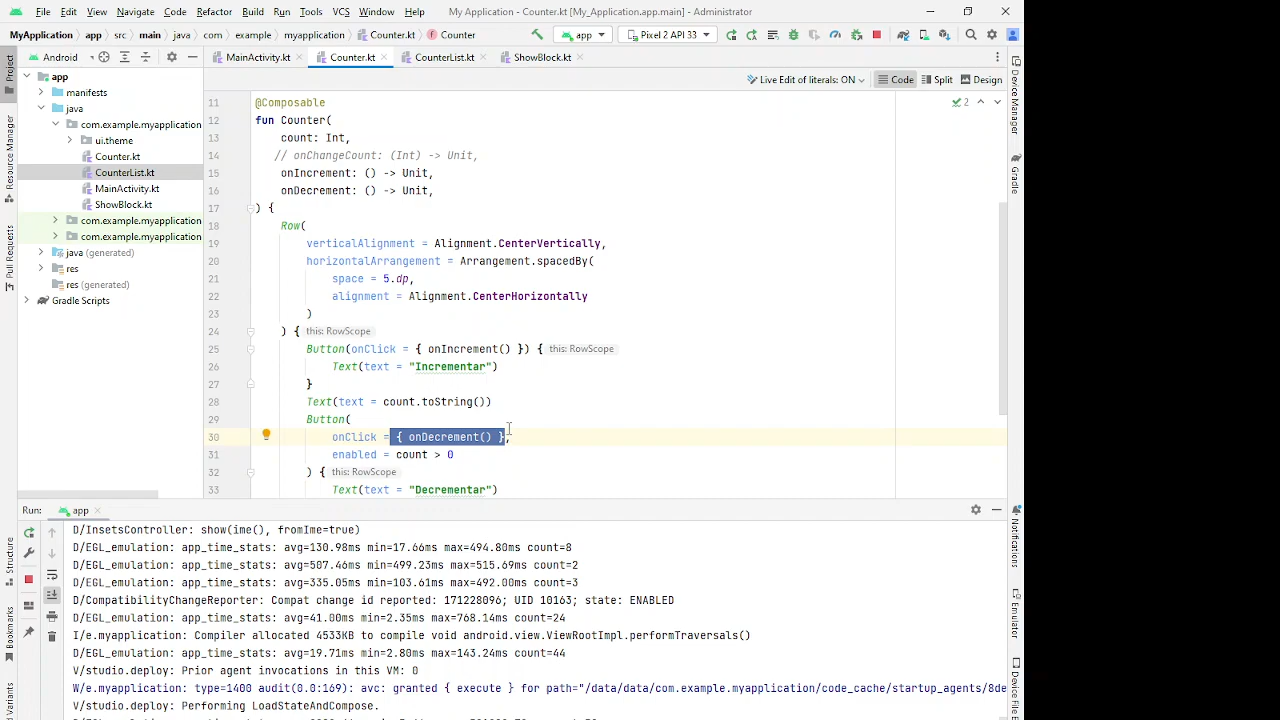 File Edit View Navigate Code Refactor Build Run Tools VCS Window Help My Application - Counter.kt [My_Application.app.main] - Administrator
MyApplication app src main java com example myapplication Counter.kt Counter app Pixel 2 API 33
Android MainActivity.kt Counter.kt CounterList.kt ShowBlock.kt
Live Edit of literals: ON Code Split Design
Project
Resource Manager
Pull Requests
Structure
Bookmarks
Variants
app
manifests
java
com.example.myapplication
ui.theme
Counter.kt
CounterList.kt
MainActivity.kt
ShowBlock.kt
com.example.myapplication
com.example.myapplication
java (generated)
res
res (generated)
Gradle Scripts
2
11 @Composable
12 fun Counter(
13 count: Int,
14 // onChangeCount: (Int) -> Unit,
15 onIncrement: () -> Unit,
16 onDecrement: () -> Unit,
17 ) {
18 Row(
19 verticalAlignment = Alignment.CenterVertically,
20 horizontalArrangement = Arrangement.spacedBy(
21 space = 5.dp,
22 alignment = Alignment.CenterHorizontally
23 )
24 ) { this: RowScope
25 Button(onClick = { onIncrement() }) { this: RowScope
26 Text(text = "Incrementar")
27 }
28 Text(text = count.toString())
29 Button(
30 onClick = { onDecrement() },
31 enabled = count > 0
32 ) { this: RowScope
33 Text(text = "Decrementar")
Device Manager
Gradle
Notifications
Emulator
Run: app
D/InsetsController: show(ime(), fromIme=true)
D/EGL_emulation: app_time_stats: avg=130.98ms min=17.66ms max=494.80ms count=8
D/EGL_emulation: app_time_stats: avg=507.46ms min=499.23ms max=515.69ms count=2
D/EGL_emulation: app_time_stats: avg=335.05ms min=103.61ms max=492.00ms count=3
D/CompatibilityChangeReporter: Compat change id reported: 171228096; UID 10163; state: ENABLED
D/EGL_emulation: app_time_stats: avg=41.00ms min=2.35ms max=768.14ms count=24
I/e.myapplication: Compiler allocated 4533KB to compile void android.view.ViewRootImpl.performTraversals()
D/EGL_emulation: app_time_stats: avg=19.71ms min=2.80ms max=143.24ms count=44
V/studio.deploy: Prior agent invocations in this VM: 0
W/e.myapplication: type=1400 audit(0.0:169): avc: granted { execute } for path="/data/data/com.example.myapplication/code_cache/startup_agents/8de
V/studio.deploy: Performing LoadStateAndCompose.